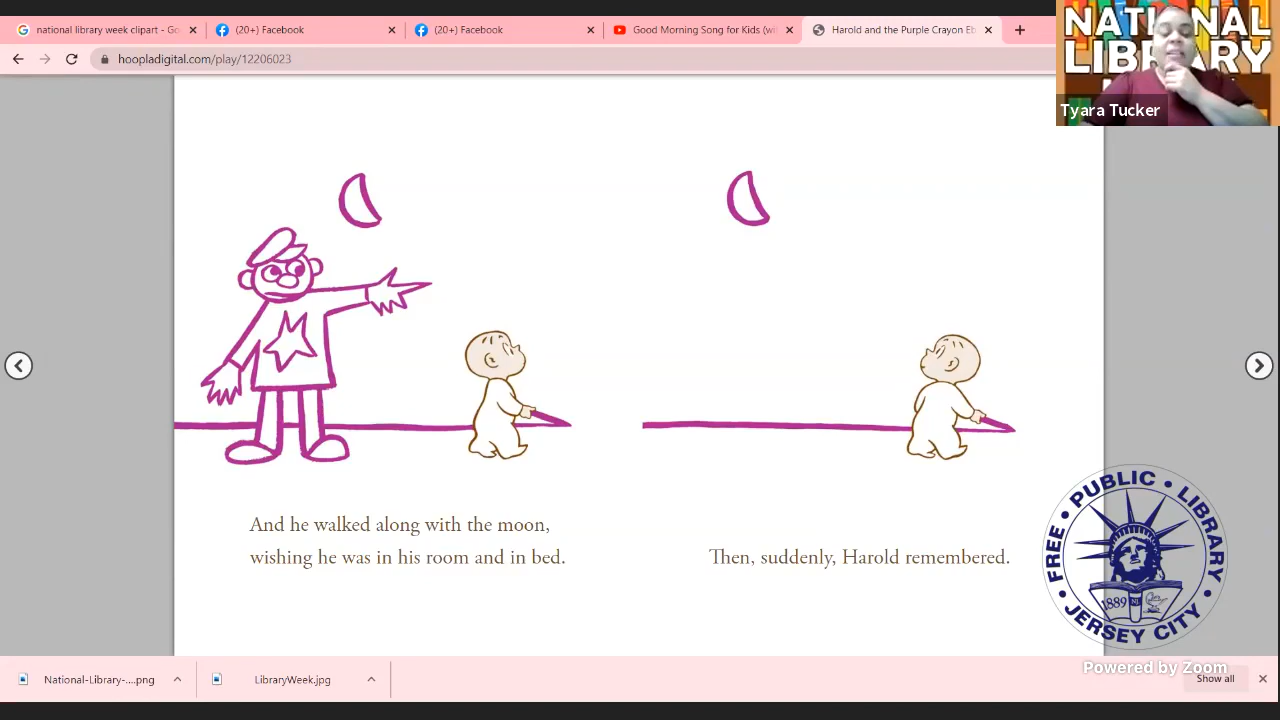 national library week clipart - Go
(20+) Facebook
(20+) Facebook
Good Morning Song for Kids (wi
Harold and the Purple Crayon Eb
hoopladigital.com/play/12206023
NATIONAL
LIBRARY
Tyara Tucker
And he walked along with the moon,
wishing he was in his room and in bed.
Then, suddenly, Harold remembered.
FREE • PUBLIC • LIBRARY
1889 NJ
• JERSEY CITY •
Powered by Zoom
National-Library-....png
LibraryWeek.jpg
Show all